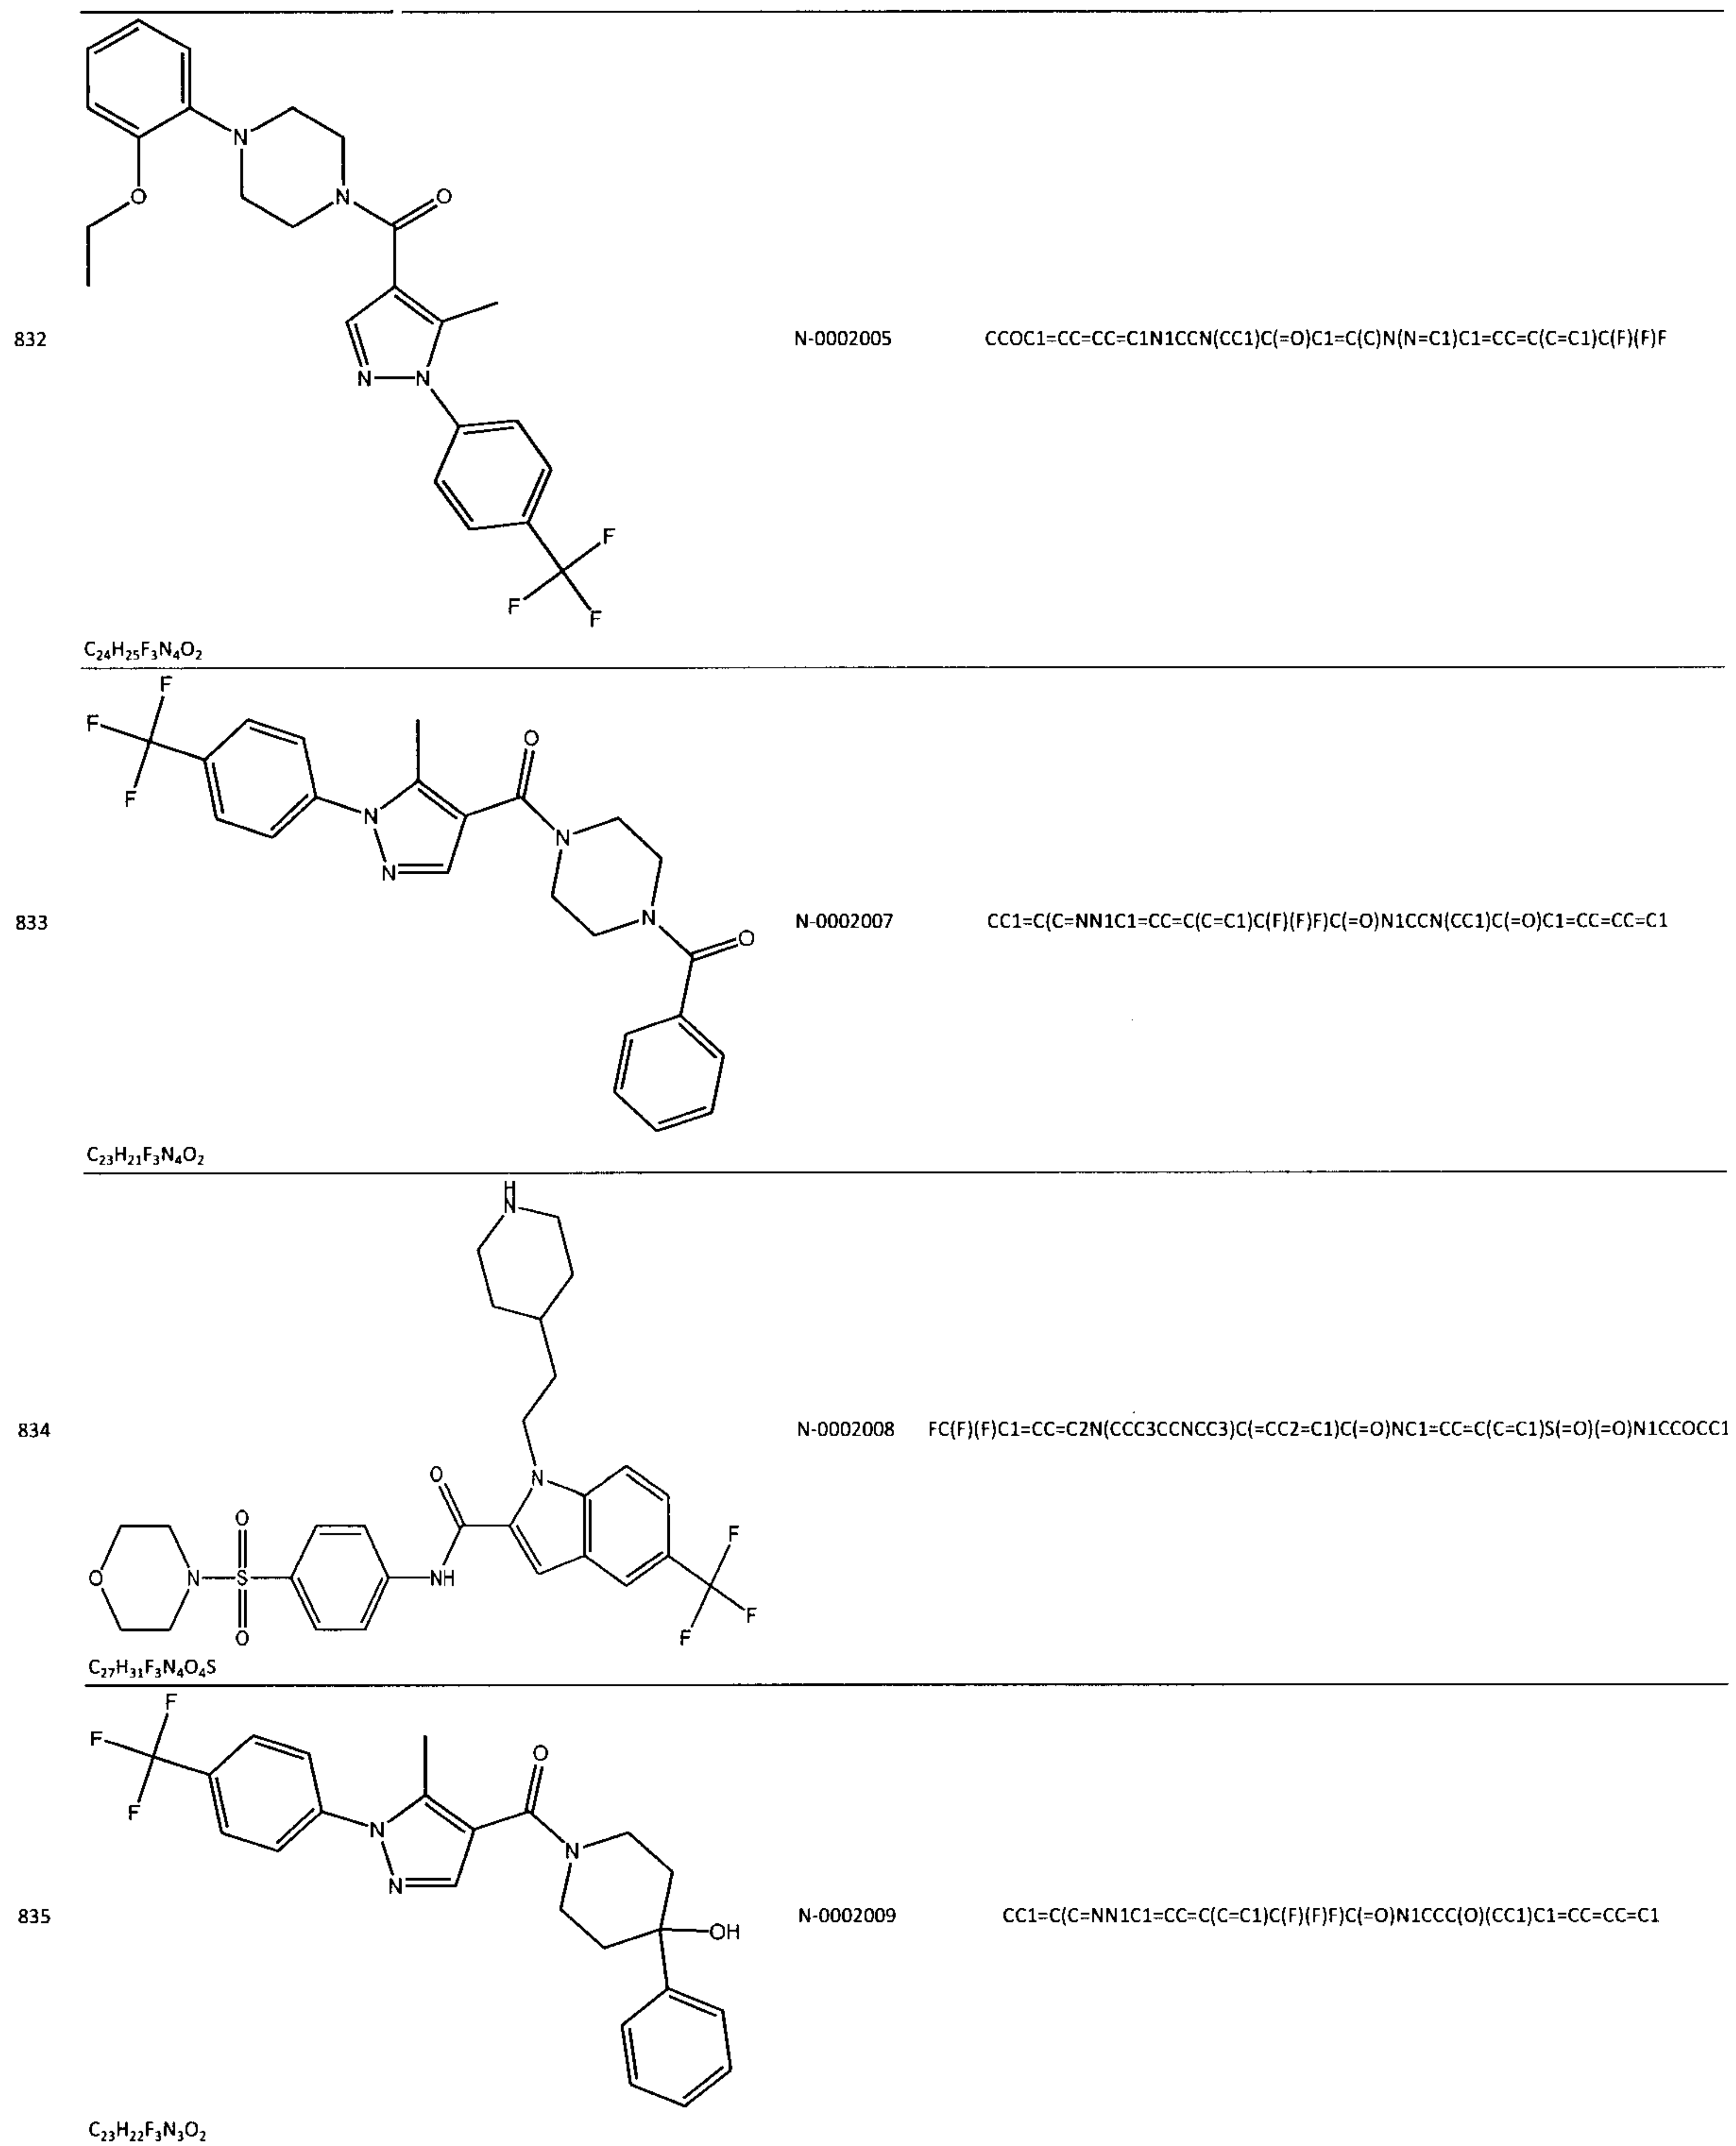 N
N
O
O
N
N
F
F
F
832
N-0002005
CCOC1=CC=CC=C1N1CCN(CC1)C(=O)C1=C(C)N(N=C1)C1=CC=C(C=C1)C(F)(F)F
C₂₄H₂₅F₃N₄O₂
F
F
F
O
N
N
N
N
O
833
N-0002007
CC1=C(C=NN1C1=CC=C(C=C1)C(F)(F)F)C(=O)N1CCN(CC1)C(=O)C1=CC=CC=C1
C₂₃H₂₁F₃N₄O₂
H
N
834
N-0002008
FC(F)(F)C1=CC=C2N(CCC3CCNCC3)C(=CC2=C1)C(=O)NC1=CC=C(C=C1)S(=O)(=O)N1CCOCC1
O
N
O
F
O
N
S
NH
F
O
F
C₂₇H₃₁F₃N₄O₄S
F
F
F
O
N
N
N
OH
835
N-0002009
CC1=C(C=NN1C1=CC=C(C=C1)C(F)(F)F)C(=O)N1CCC(O)(CC1)C1=CC=CC=C1
C₂₃H₂₂F₃N₃O₂